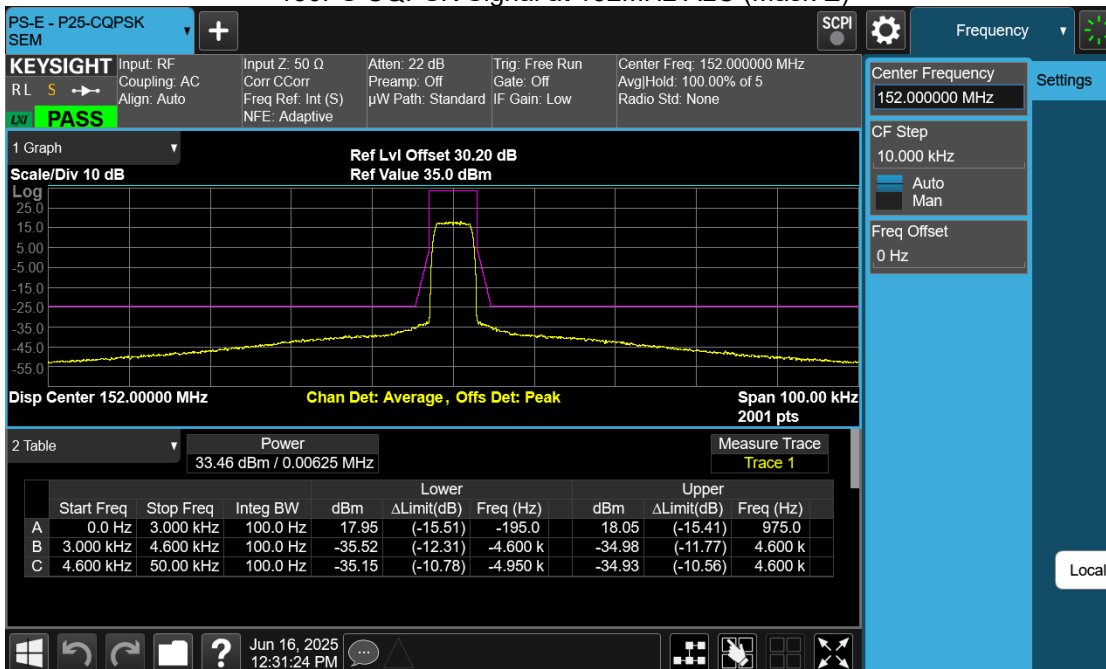 PS-E - P25-CQPSK
SEM
SCPI
Frequency
KEYSIGHT
R L S
LXI PASS
Input: RF
Coupling: AC
Align: Auto
Input Z: 50 Ω
Corr CCorr
Freq Ref: Int (S)
NFE: Adaptive
Atten: 22 dB
Preamp: Off
µW Path: Standard
Trig: Free Run
Gate: Off
IF Gain: Low
Center Freq: 152.000000 MHz
Avg|Hold: 100.00% of 5
Radio Std: None
Center Frequency
152.000000 MHz
Settings
CF Step
10.000 kHz
Auto
Man
Freq Offset
0 Hz
1 Graph
Scale/Div 10 dB
Ref Lvl Offset 30.20 dB
Ref Value 35.0 dBm
Log
25.0
15.0
5.00
-5.00
-15.0
-25.0
-35.0
-45.0
-55.0
Disp Center 152.00000 MHz
Chan Det: Average, Offs Det: Peak
Span 100.00 kHz
2001 pts
2 Table
Power
33.46 dBm / 0.00625 MHz
Measure Trace
Trace 1
Lower Upper
Start Freq Stop Freq Integ BW dBm ΔLimit(dB) Freq (Hz) dBm ΔLimit(dB) Freq (Hz)
A 0.0 Hz 3.000 kHz 100.0 Hz 17.95 (-15.51) -195.0 18.05 (-15.41) 975.0
B 3.000 kHz 4.600 kHz 100.0 Hz -35.52 (-12.31) -4.600 k -34.98 (-11.77) 4.600 k
C 4.600 kHz 50.00 kHz 100.0 Hz -35.15 (-10.78) -4.950 k -34.93 (-10.56) 4.600 k
Local
Jun 16, 2025
12:31:24 PM